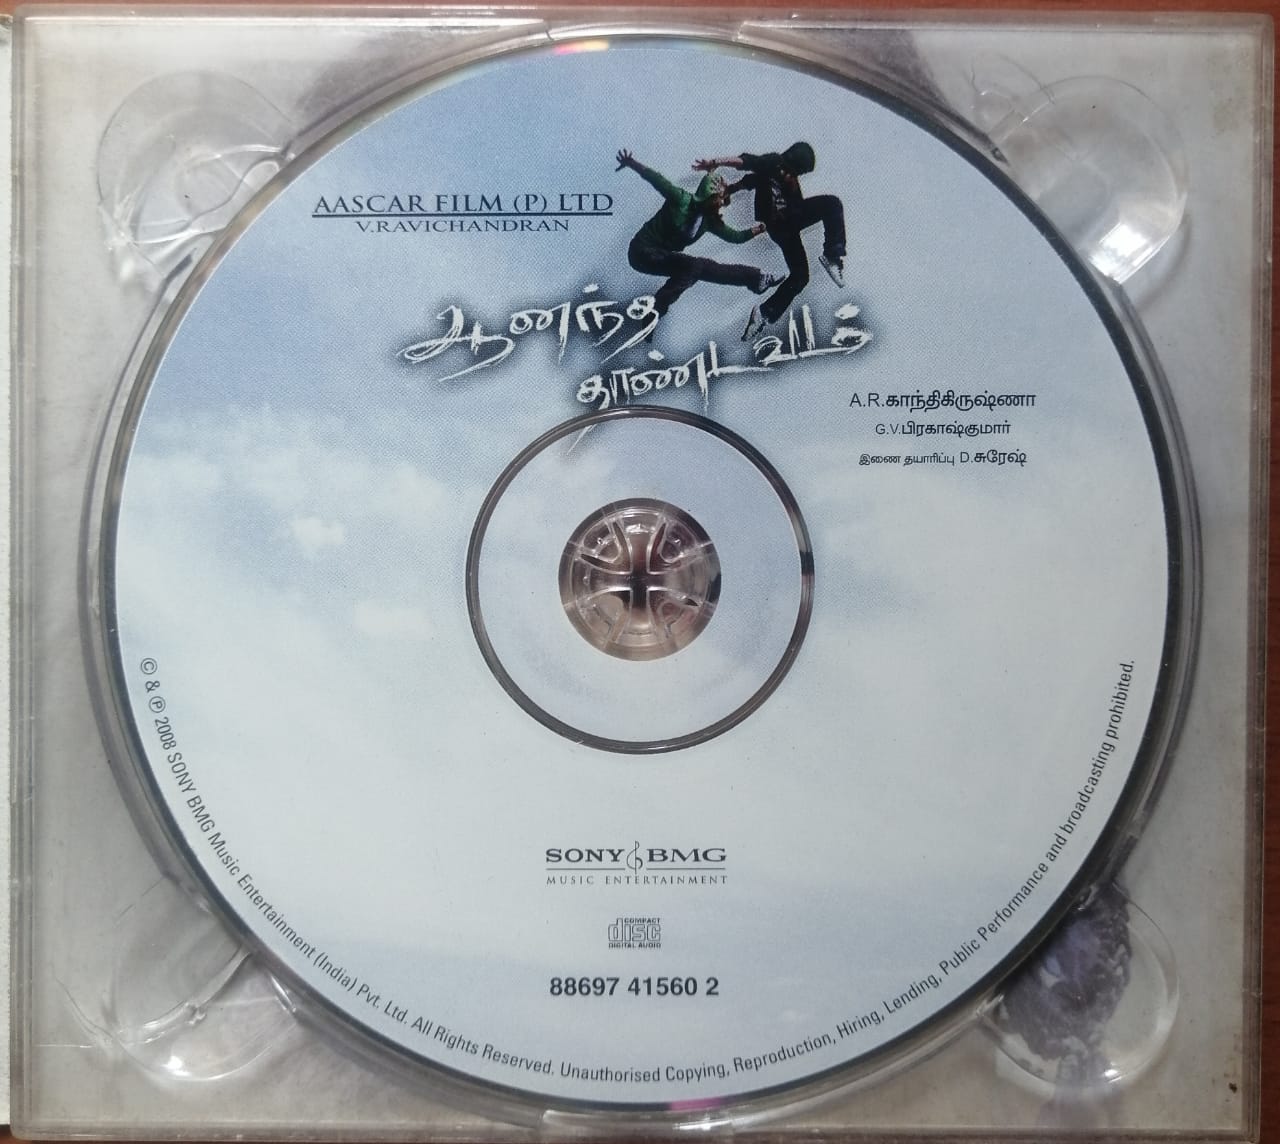 AASCAR FILM (P) LTD
V.RAVICHANDRAN
ஆனந்த
தாண்டவம்
A.R.காந்திகிருஷ்ணா
G.V.பிரகாஷ்குமார்
இணை தயாரிப்பு D.சுரேஷ்
SONY BMG
MUSIC ENTERTAINMENT
COMPACT
disc
DIGITAL AUDIO
88697 41560 2
© & ℗ 2008 SONY BMG Music Entertainment (India) Pvt. Ltd. All Rights Reserved. Unauthorised Copying, Reproduction, Hiring, Lending, Public Performance and broadcasting prohibited.